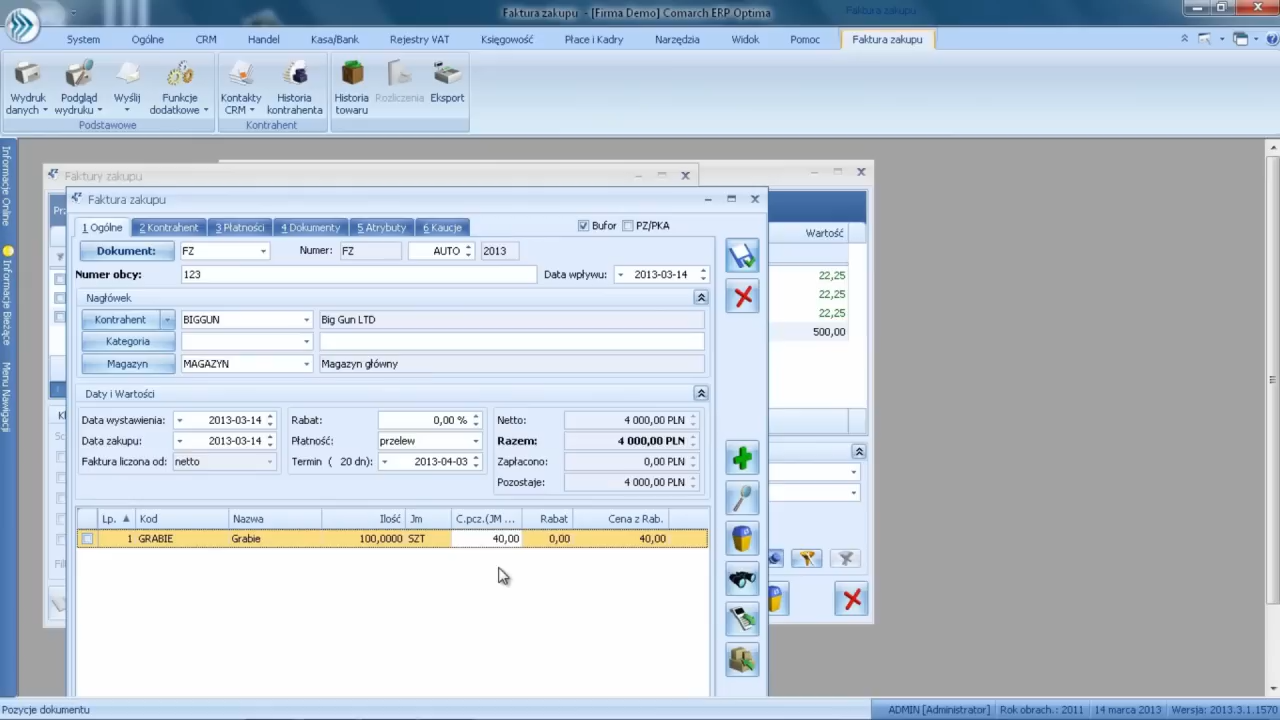 Faktura zakupu - [Firma Demo] Comarch ERP Optima
Faktura zakupu
System Ogólne CRM Handel Kasa/Bank Rejestry VAT Księgowość Płace i Kadry Narzędzia Widok Pomoc Faktura zakupu
Wydruk danych
Podgląd wydruku
Wyślij
Funkcje dodatkowe
Kontakty CRM
Historia kontrahenta
Historia towaru
Rozliczenia
Eksport
Podstawowe
Kontrahent
Informacje Online
Informacje Bieżące
Menu Nawigacji
Faktury zakupu
Faktura zakupu
1 Ogólne 2 Kontrahent 3 Płatności 4 Dokumenty 5 Atrybuty 6 Kaucje Bufor PZ/PKA
Dokument: FZ Numer: FZ AUTO 2013
Numer obcy: 123 Data wpływu: 2013-03-14
Nagłówek
Kontrahent BIGGUN Big Gun LTD
Kategoria
Magazyn MAGAZYN Magazyn główny
Daty i Wartości
Data wystawienia: 2013-03-14 Rabat: 0,00 % Netto: 4 000,00 PLN
Data zakupu: 2013-03-14 Płatność: przelew Razem: 4 000,00 PLN
Faktura liczona od: netto Termin ( 20 dn): 2013-04-03 Zapłacono: 0,00 PLN
Pozostaje: 4 000,00 PLN
Lp. Kod Nazwa Ilość Jm C.pcz.(JM ... Rabat Cena z Rab.
1 GRABIE Grabie 100,0000 SZT 40,00 0,00 40,00
Wartość
22,25
22,25
22,25
500,00
Pozycje dokumentu
ADMIN [Administrator] Rok obrach.: 2011 14 marca 2013 Wersja: 2013.3.1.1570